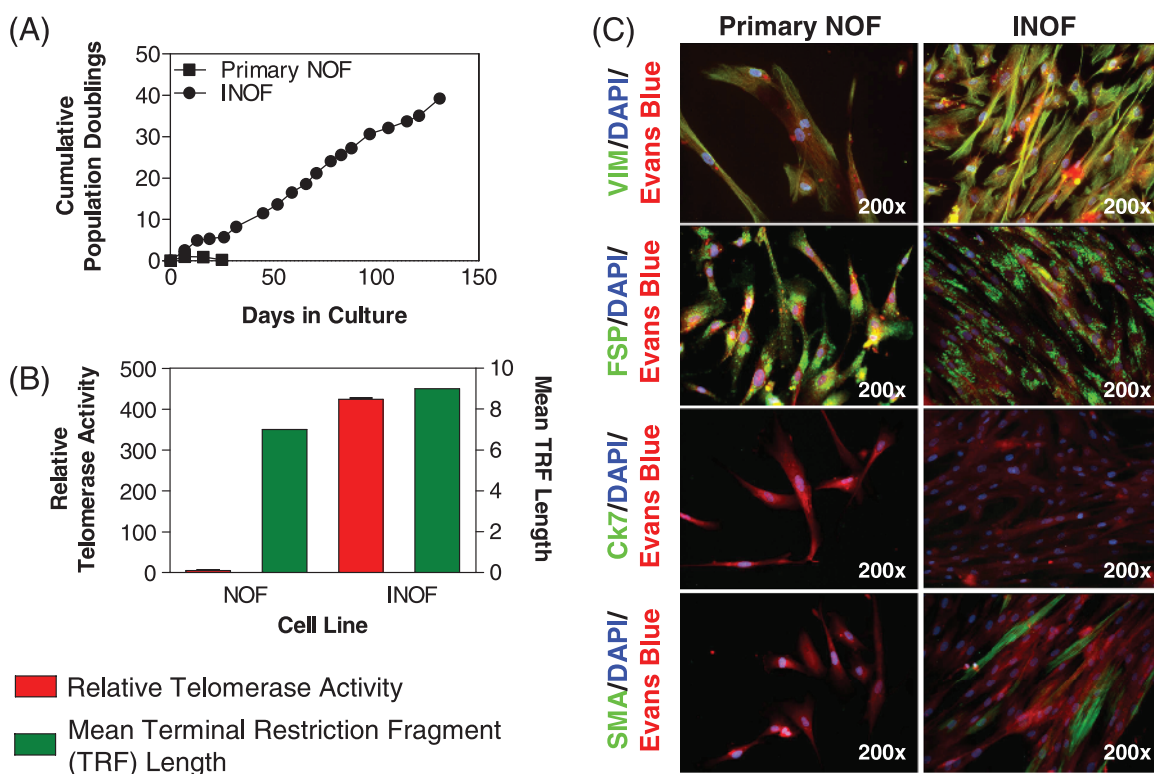 (A)
50
40
30
20
10
0
Cumulative
Population Doublings
Primary NOF
INOF
0
50
100
150
Days in Culture
(B)
500
400
300
200
100
0
Relative
Telomerase Activity
10
8
6
4
2
0
Mean TRF
Length
NOF
INOF
Cell Line
Relative Telomerase Activity
Mean Terminal Restriction Fragment
(TRF) Length
(C)
Primary NOF
INOF
VIM/DAPI/
Evans Blue
200x
200x
FSP/DAPI/
Evans Blue
200x
200x
Ck7/DAPI/
Evans Blue
200x
200x
SMA/DAPI/
Evans Blue
200x
200x